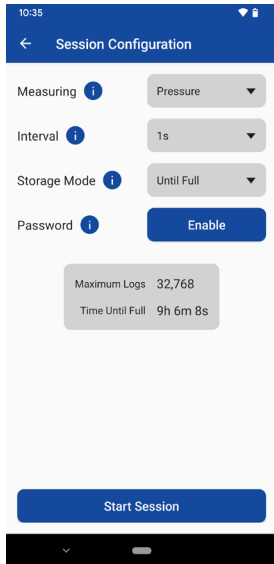 10:35
Session Configuration
Measuring i Pressure
Interval i 1s
Storage Mode i Until Full
Password i Enable
Maximum Logs 32,768
Time Until Full 9h 6m 8s
Start Session